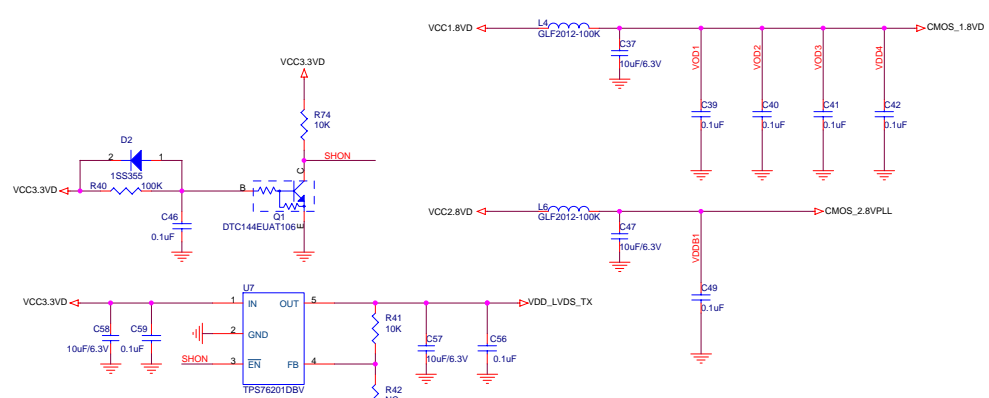 VCC1.8VD
L4
GLF2012-100K
CMOS_1.8VD
C37
10uF/6.3V
VOD1
VOD2
VOD3
VDD4
C39
0.1uF
C40
0.1uF
C41
0.1uF
C42
0.1uF
VCC3.3VD
R74
10K
SHON
D2
2
1
1SS355
VCC3.3VD
R40
100K
C46
0.1uF
B
C
E
Q1
DTC144EUAT106
VCC2.8VD
L6
GLF2012-100K
CMOS_2.8VPLL
C47
10uF/6.3V
VDDB1
C49
0.1uF
VCC3.3VD
C58
10uF/6.3V
C59
0.1uF
SHON
U7
1
IN
OUT
5
2
GND
3
EN
FB
4
TPS76201DBV
VDD_LVDS_TX
R41
10K
C57
10uF/6.3V
C56
0.1uF
R42